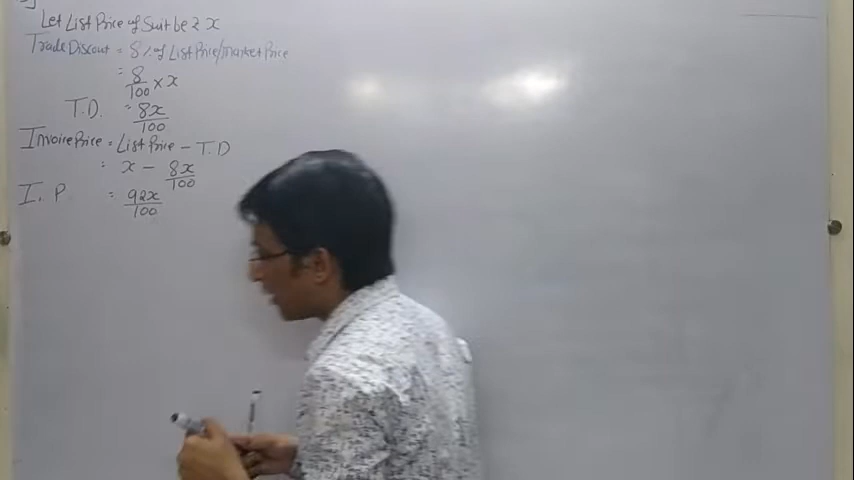 Let List Price of Suit be ₹ x
Trade Discout = 8% of List Price/market Price
= 8/100 × x
T.D. = 8x/100
Invoice Price = List Price - T.D
= x - 8x/100
I. P = 92x/100